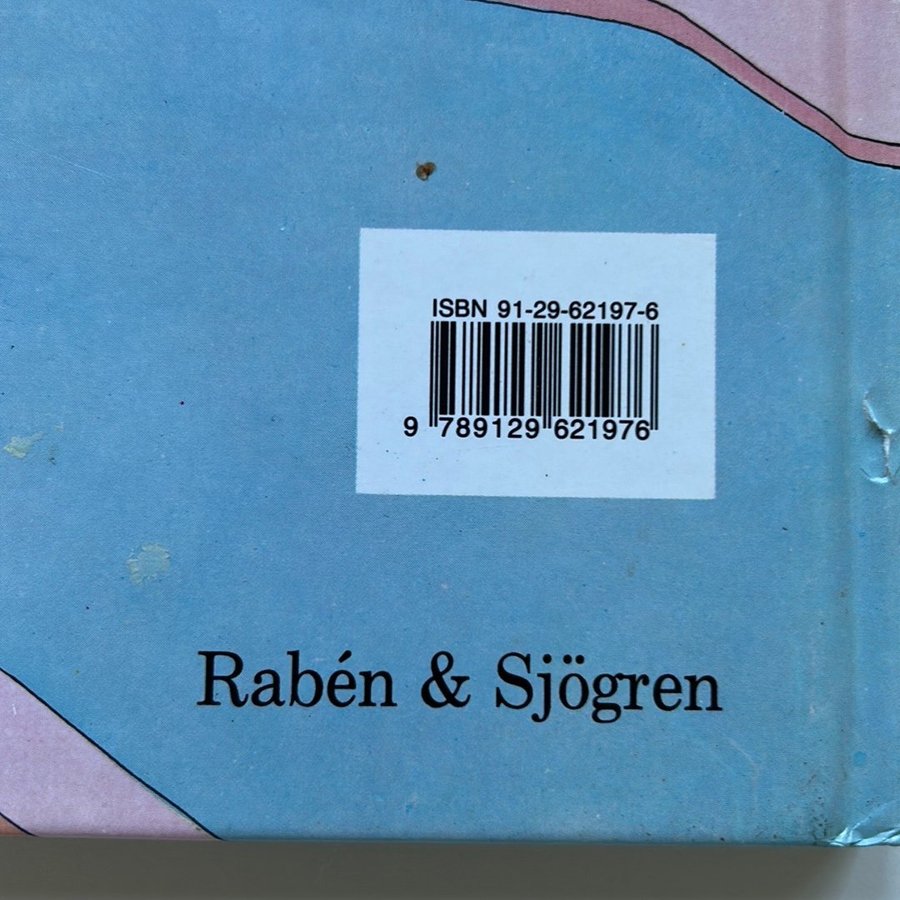 ISBN 91-29-62197-6
9 789129 621976
Rabén & Sjögren